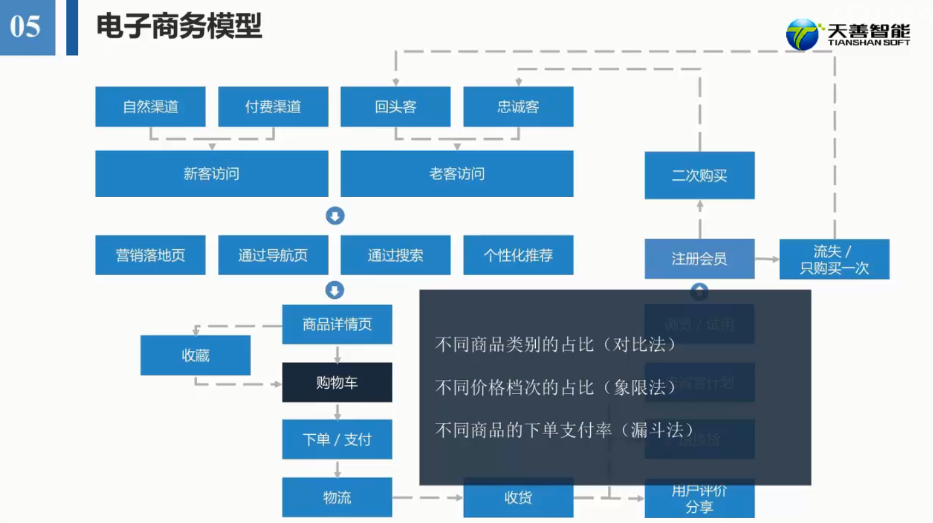 05
电子商务模型
天善智能
TIANSHAN SOFT
自然渠道
付费渠道
回头客
忠诚客
新客访问
老客访问
二次购买
营销落地页
通过导航页
通过搜索
个性化推荐
注册会员
流失 /
只购买一次
商品详情页
浏览 / 试用
收藏
不同商品类别的占比（对比法）
购物车
不同价格档次的占比（象限法）
下单 / 支付
不同商品的下单支付率（漏斗法）
物流
收货
用户评价
分享